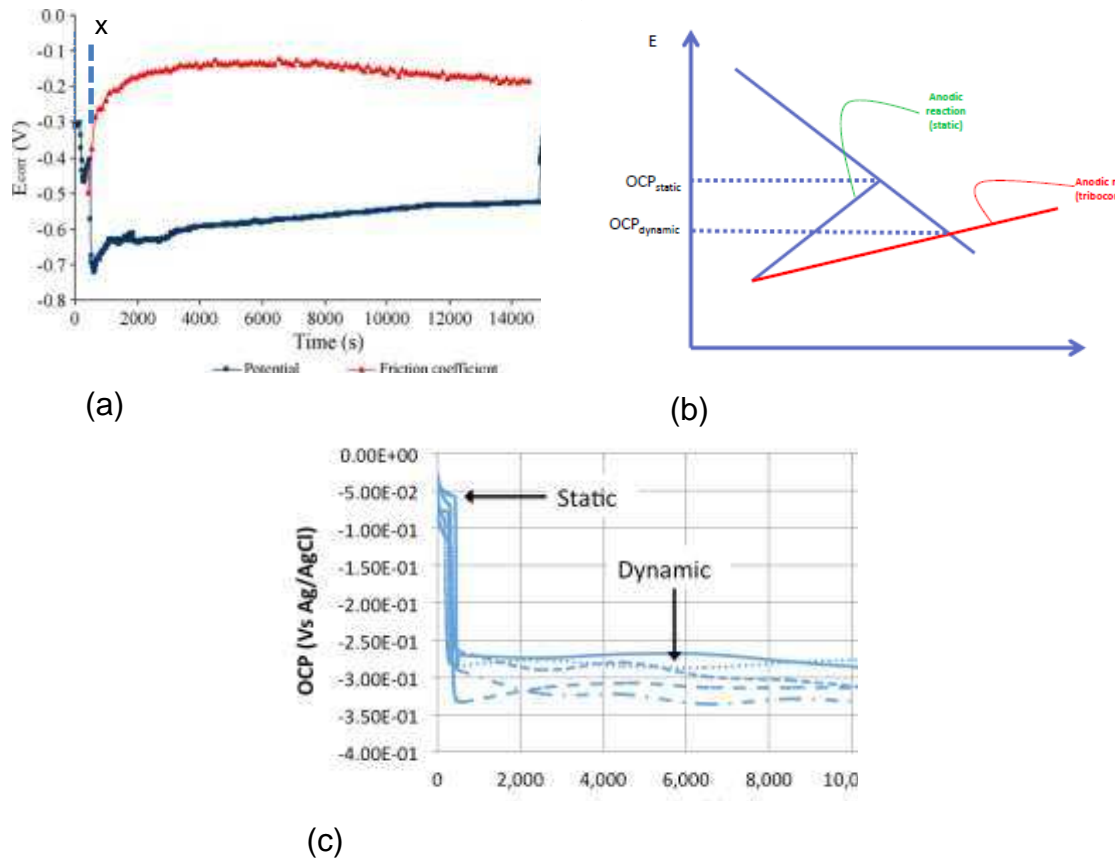 x
0.0
-0.1
-0.2
-0.3
-0.4
-0.5
-0.6
-0.7
-0.8
Ecorr (V)
0 2000 4000 6000 8000 10000 12000 14000
Time (s)
Potential Friction coefficient
(a)
E
Anodic
reaction
(static)
OCPstatic
OCPdynamic
Anodic
(tribocor
(b)
0.00E+00
-5.00E-02
-1.00E-01
-1.50E-01
-2.00E-01
-2.50E-01
-3.00E-01
-3.50E-01
-4.00E-01
OCP (Vs Ag/AgCl)
Static
Dynamic
0 2,000 4,000 6,000 8,000 10,0
(c)